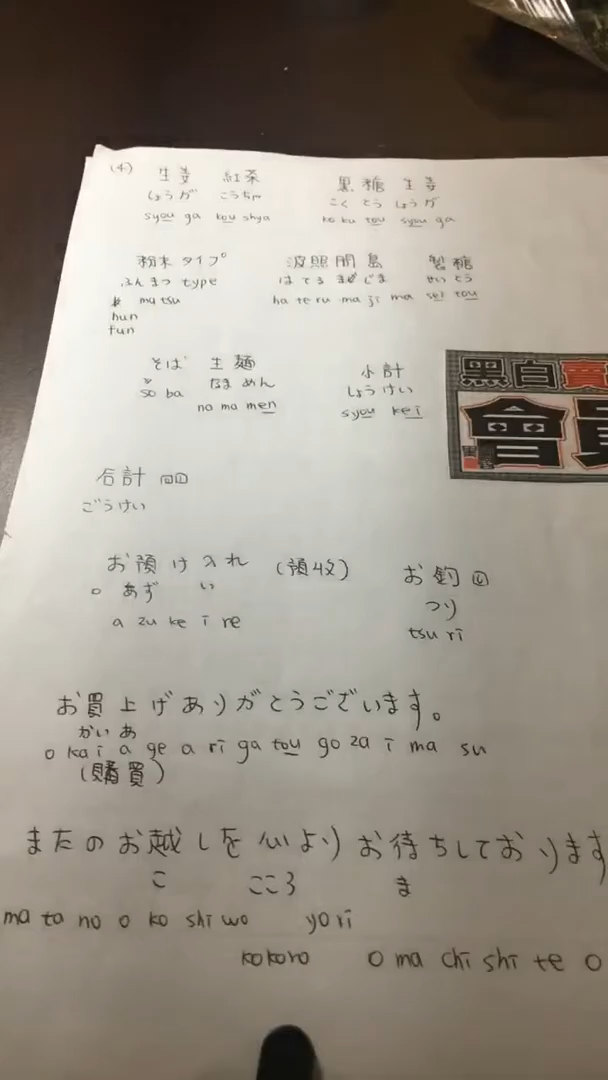 (4) 生姜 紅茶 黒糖 生姜
しょうが こうちゃ こくとう しょうが
syou ga kou shya ko ku tou syou ga
粉末タイプ 波照間島 製糖
ふんまつ type はてるまじま せいとう
mu tsu ha te ru ma ji ma sei tou
hun
fun
そば 生麺 小計
so ba なまめん しょうけい
na ma men syou kei
黑白賣
會員
合計
ごうけい
お預け入れ (領收) お釣
あず い つり
a zu ke i re tsu ri
お買上げありがとうございます。
かい あ
o ka i a ge a ri ga tou go za i ma su
(購買)
またのお越しを心よりお待ちしております
こ こころ ま
ma ta no o ko shi wo yo ri
kokoro o ma chi shi te o